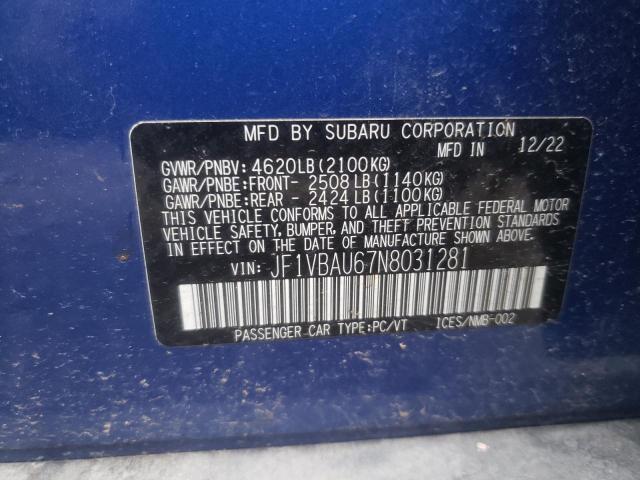 MFD BY SUBARU CORPORATION
MFD IN 12/22
GVWR/PNBV: 4620LB(2100KG)
GAWR/PNBE:FRONT- 2508LB(1140KG)
GAWR/PNBE:REAR - 2424LB(1100KG)
THIS VEHICLE CONFORMS TO ALL APPLICABLE FEDERAL MOTOR
VEHICLE SAFETY, BUMPER, AND THEFT PREVENTION STANDARDS
IN EFFECT ON THE DATE OF MANUFACTURE SHOWN ABOVE.
VIN: JF1VBAU67N8031281
PASSENGER CAR TYPE:PC/VT ICES/NMB-002